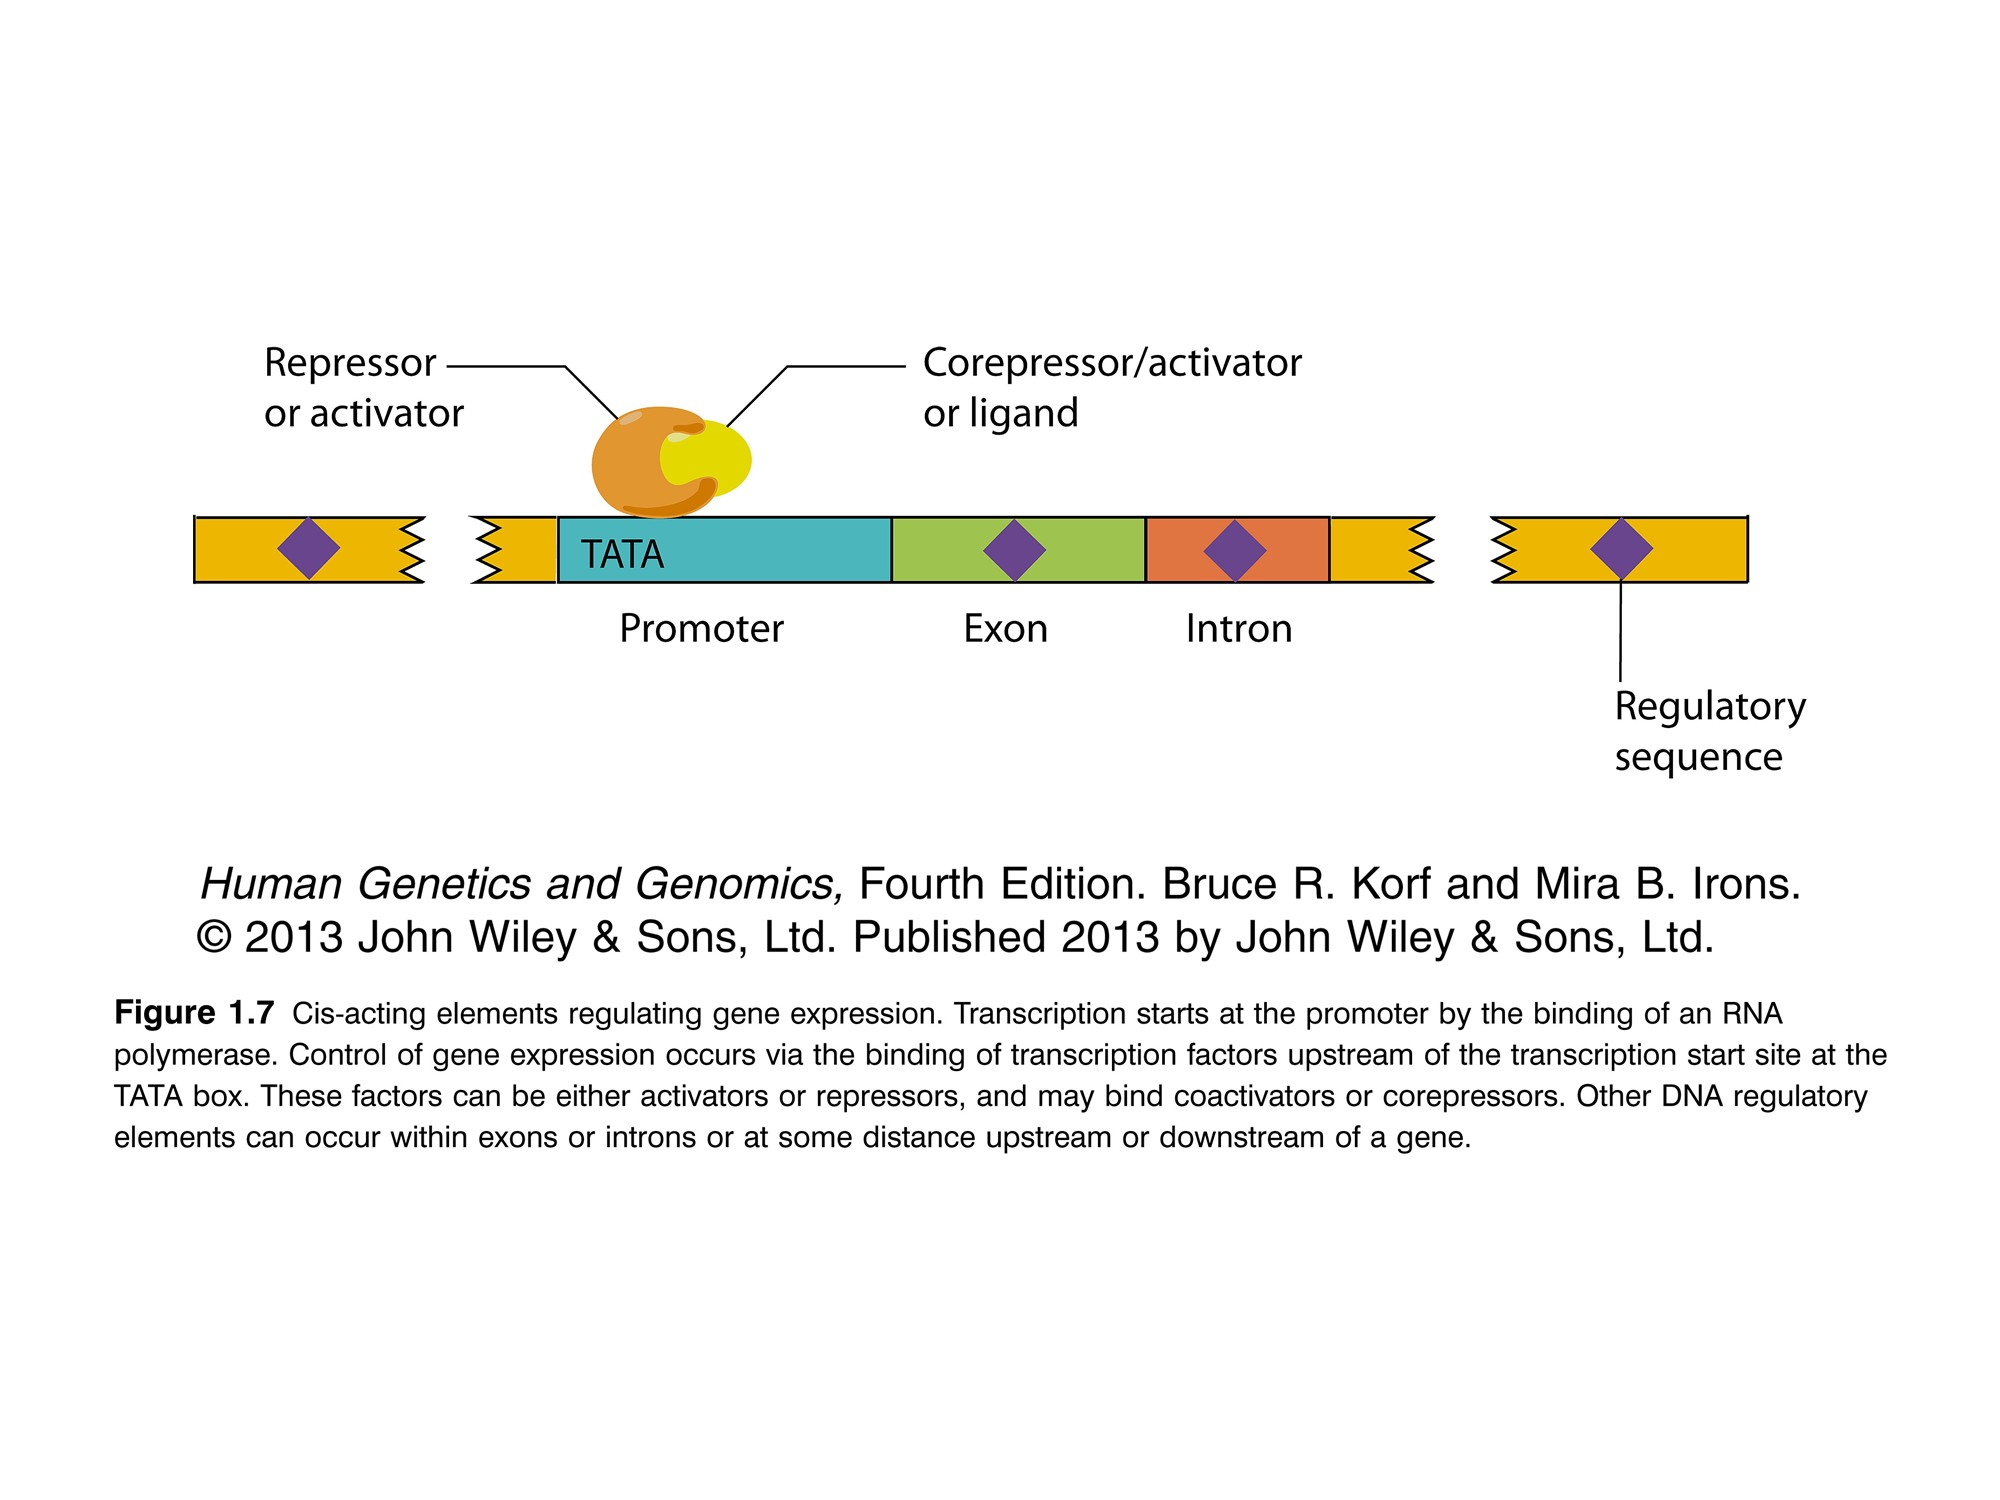 Repressor
or activator
Corepressor/activator
or ligand
TATA
Promoter
Exon
Intron
Regulatory
sequence
Human Genetics and Genomics, Fourth Edition. Bruce R. Korf and Mira B. Irons.
© 2013 John Wiley & Sons, Ltd. Published 2013 by John Wiley & Sons, Ltd.
Figure 1.7 Cis-acting elements regulating gene expression. Transcription starts at the promoter by the binding of an RNA
polymerase. Control of gene expression occurs via the binding of transcription factors upstream of the transcription start site at the
TATA box. These factors can be either activators or repressors, and may bind coactivators or corepressors. Other DNA regulatory
elements can occur within exons or introns or at some distance upstream or downstream of a gene.